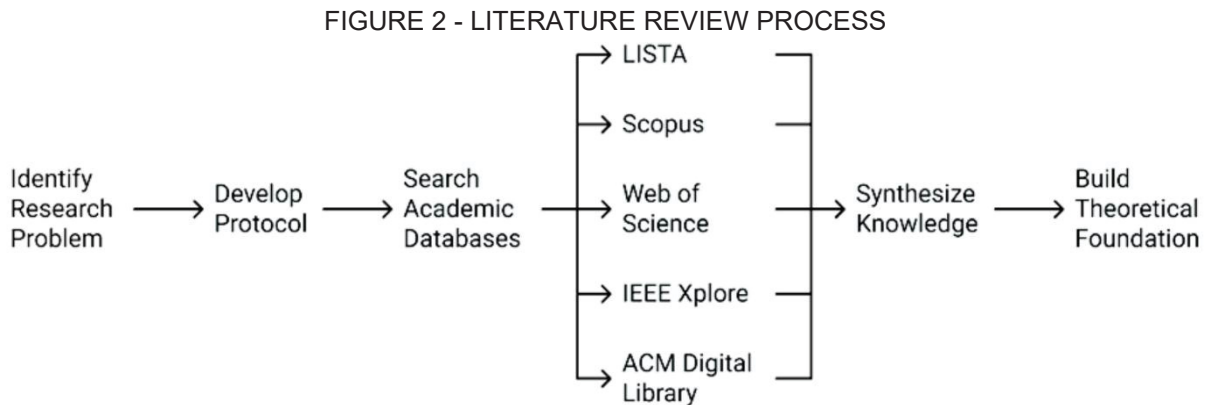 FIGURE 2 - LITERATURE REVIEW PROCESS
Identify
Research
Problem
Develop
Protocol
Search
Academic
Databases
LISTA
Scopus
Web of
Science
IEEE Xplore
ACM Digital
Library
Synthesize
Knowledge
Build
Theoretical
Foundation